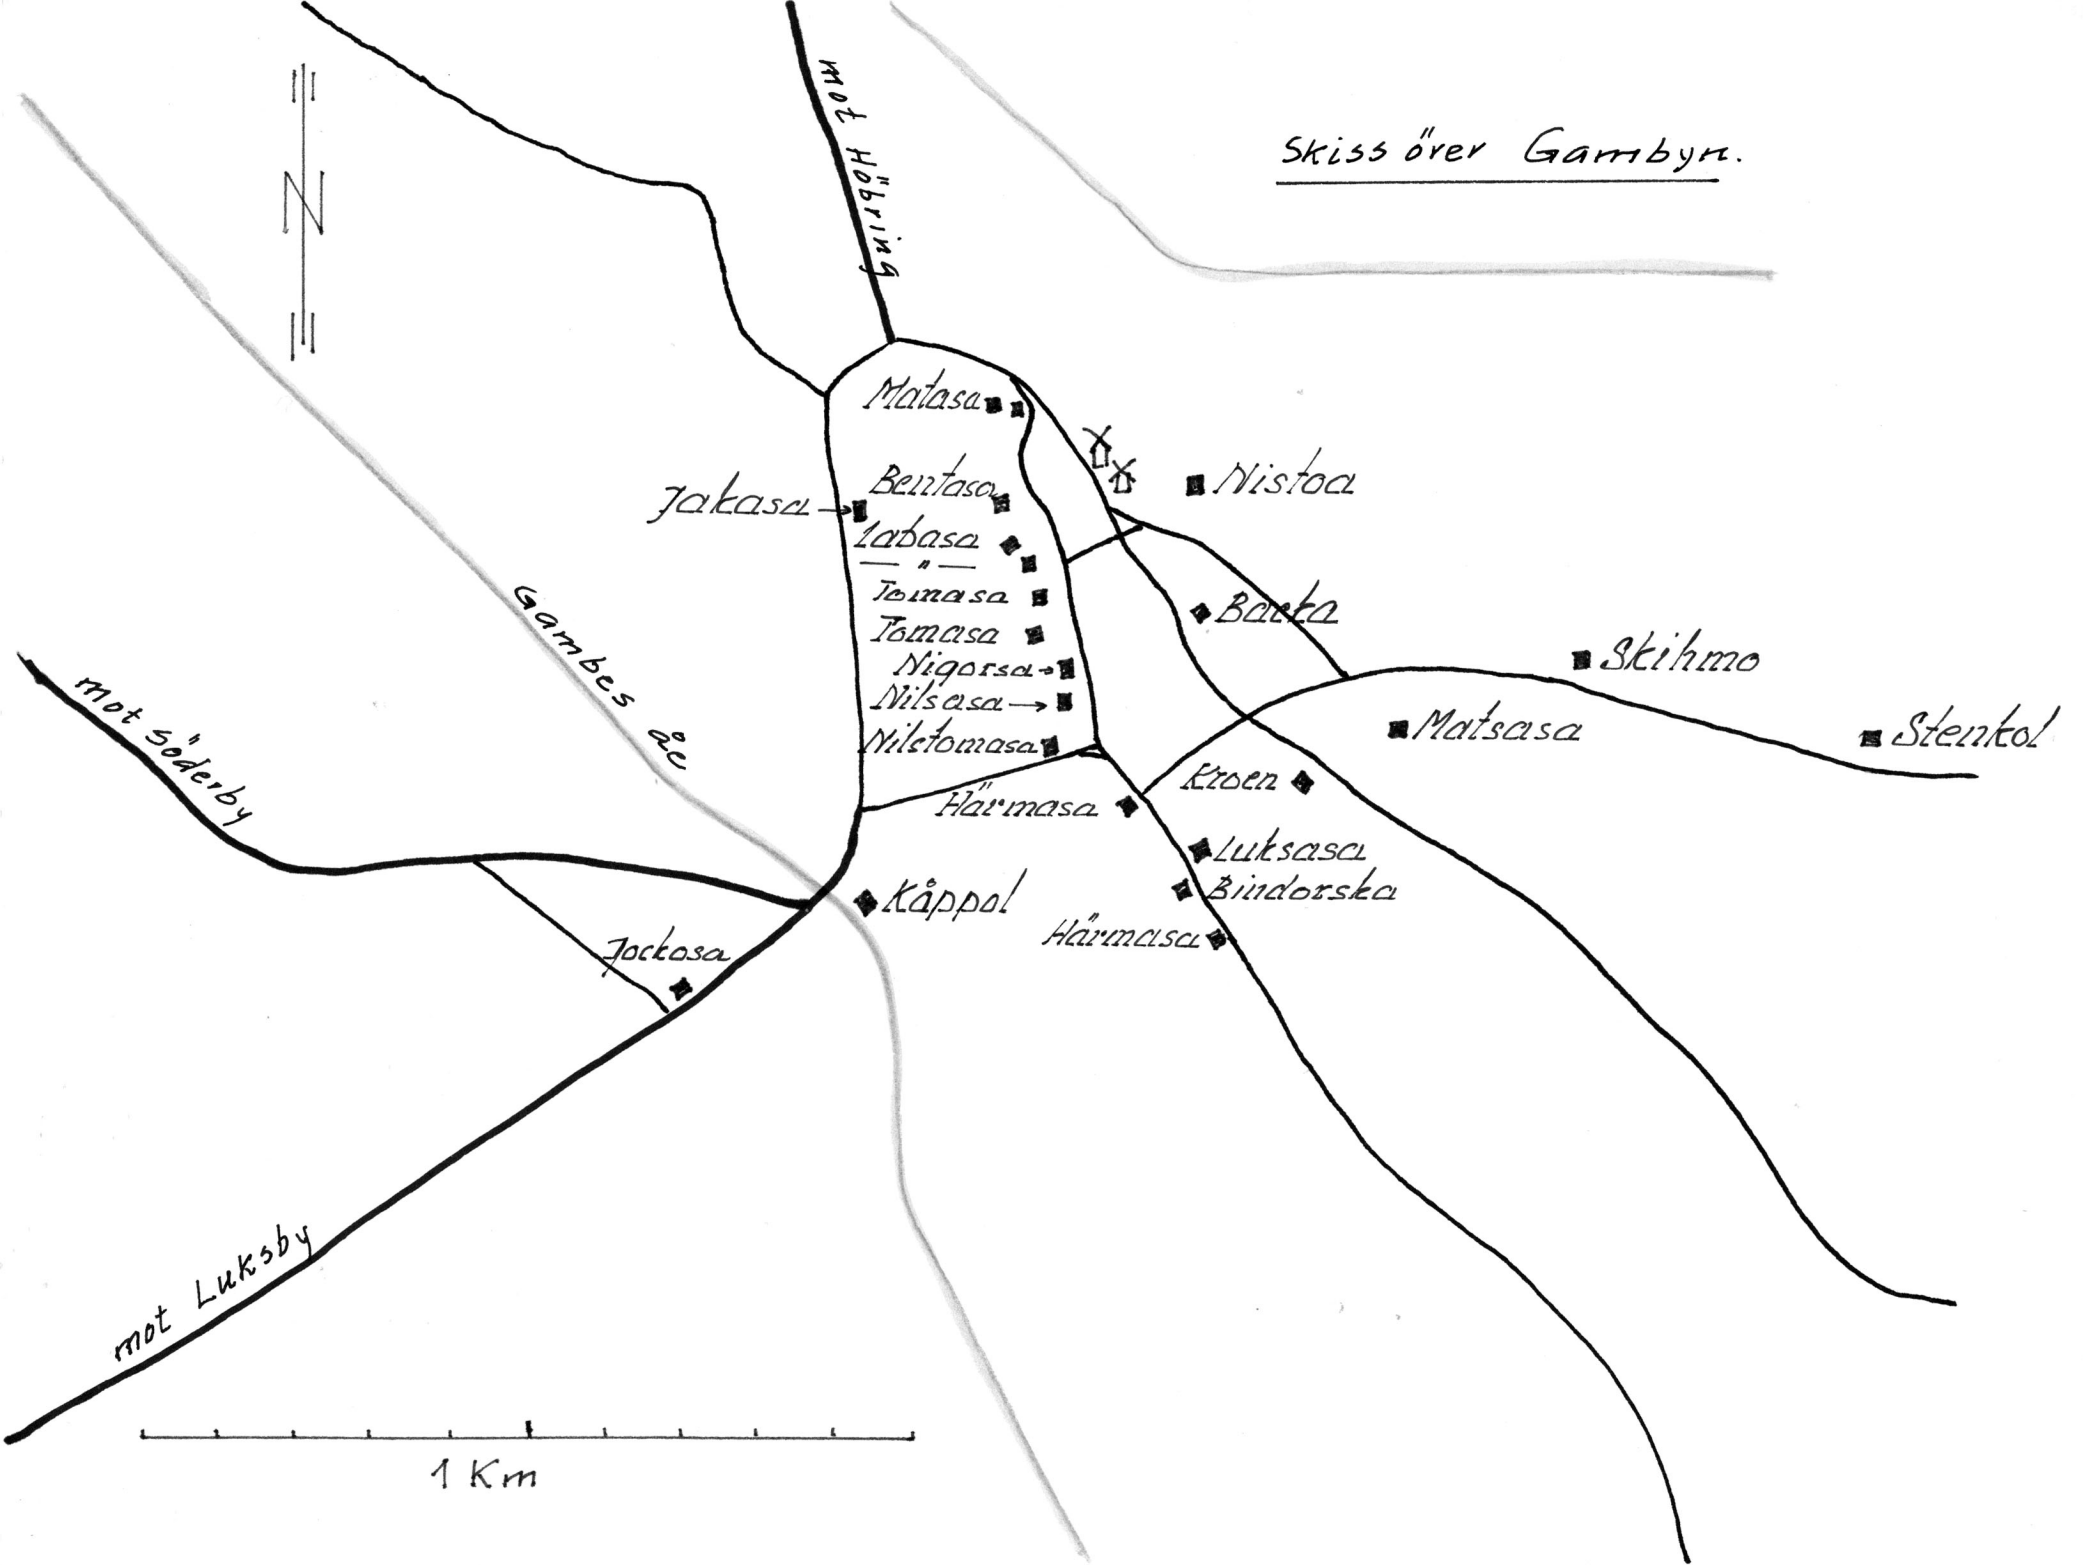 Skiss över Gambyn.
N
mot Höbring
Matasa
Bentasa
Nistoa
Jakasa
Labasa
— " —
Tomasa
Backa
Tomasa
Nigorsa
Skihmo
Nilsasa
Matsasa
Stenkol
Nilstomasa
Gambes åe
mot Söderby
Kroen
Härmasa
Luksasa
Bindorska
Kåppol
Härmasa
Jockosa
mot Luksby
1 Km